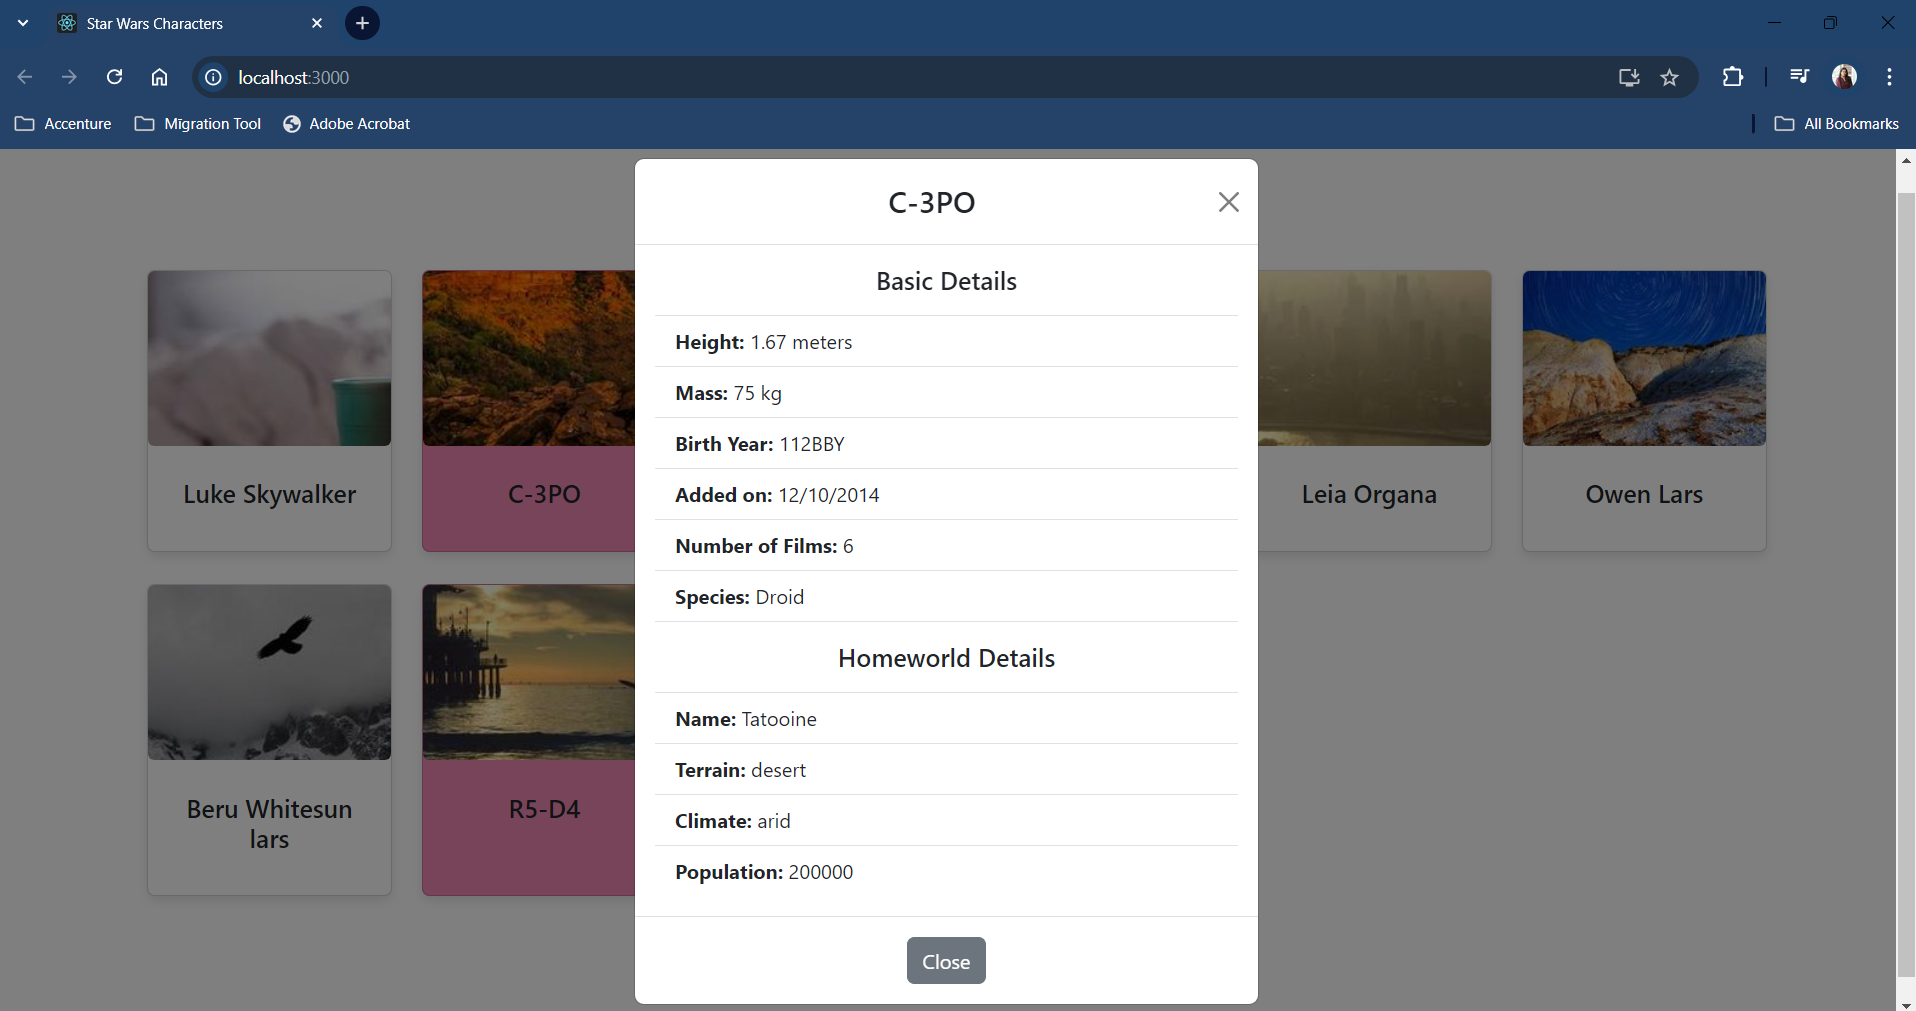 Star Wars Characters
localhost:3000
Accenture
Migration Tool
Adobe Acrobat
All Bookmarks
C-3PO
Basic Details
Height: 1.67 meters
Mass: 75 kg
Birth Year: 112BBY
Added on: 12/10/2014
Number of Films: 6
Species: Droid
Homeworld Details
Name: Tatooine
Terrain: desert
Climate: arid
Population: 200000
Close
Luke Skywalker
C-3PO
Leia Organa
Owen Lars
Beru Whitesun
lars
R5-D4